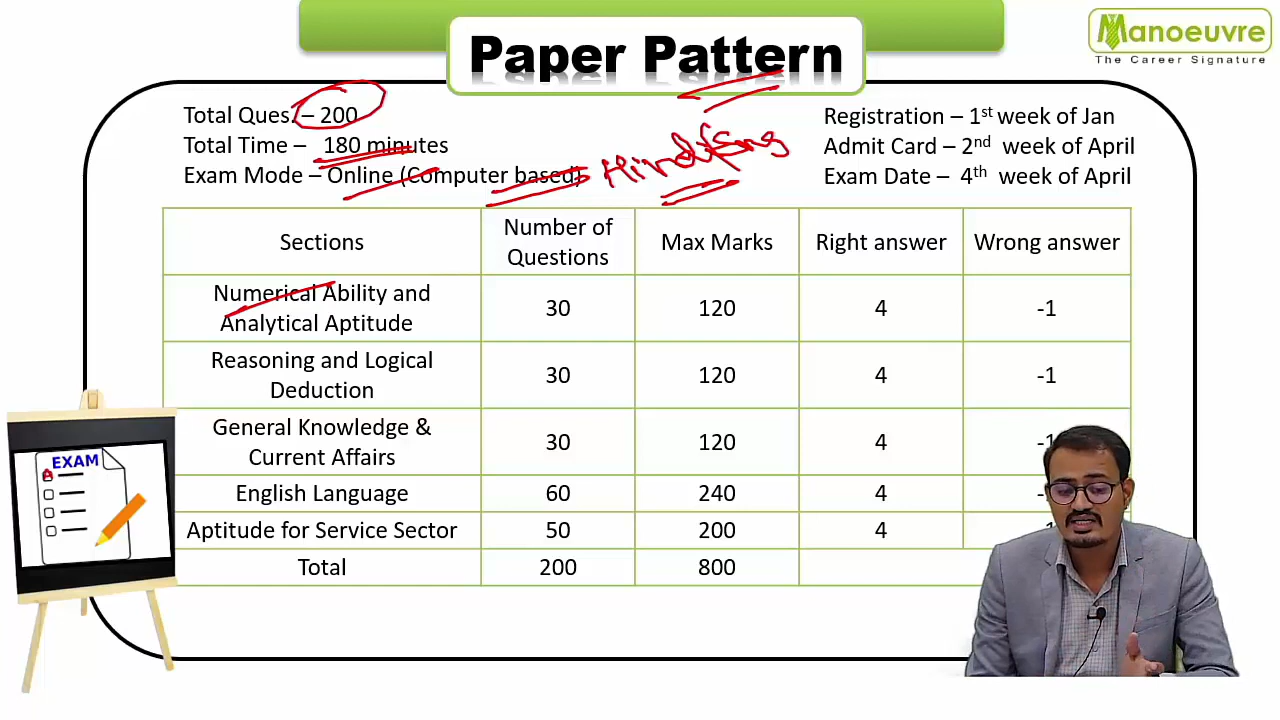 Paper Pattern
Manoeuvre
The Career Signature
Total Ques. – 200
Total Time – 180 minutes
Exam Mode – Online (Computer based)
Hindi/Eng
Registration – 1st week of Jan
Admit Card – 2nd week of April
Exam Date – 4th week of April
Sections Number of Questions Max Marks Right answer Wrong answer
Numerical Ability and Analytical Aptitude 30 120 4 -1
Reasoning and Logical Deduction 30 120 4 -1
General Knowledge & Current Affairs 30 120 4 -1
English Language 60 240 4
Aptitude for Service Sector 50 200 4
Total 200 800
EXAM